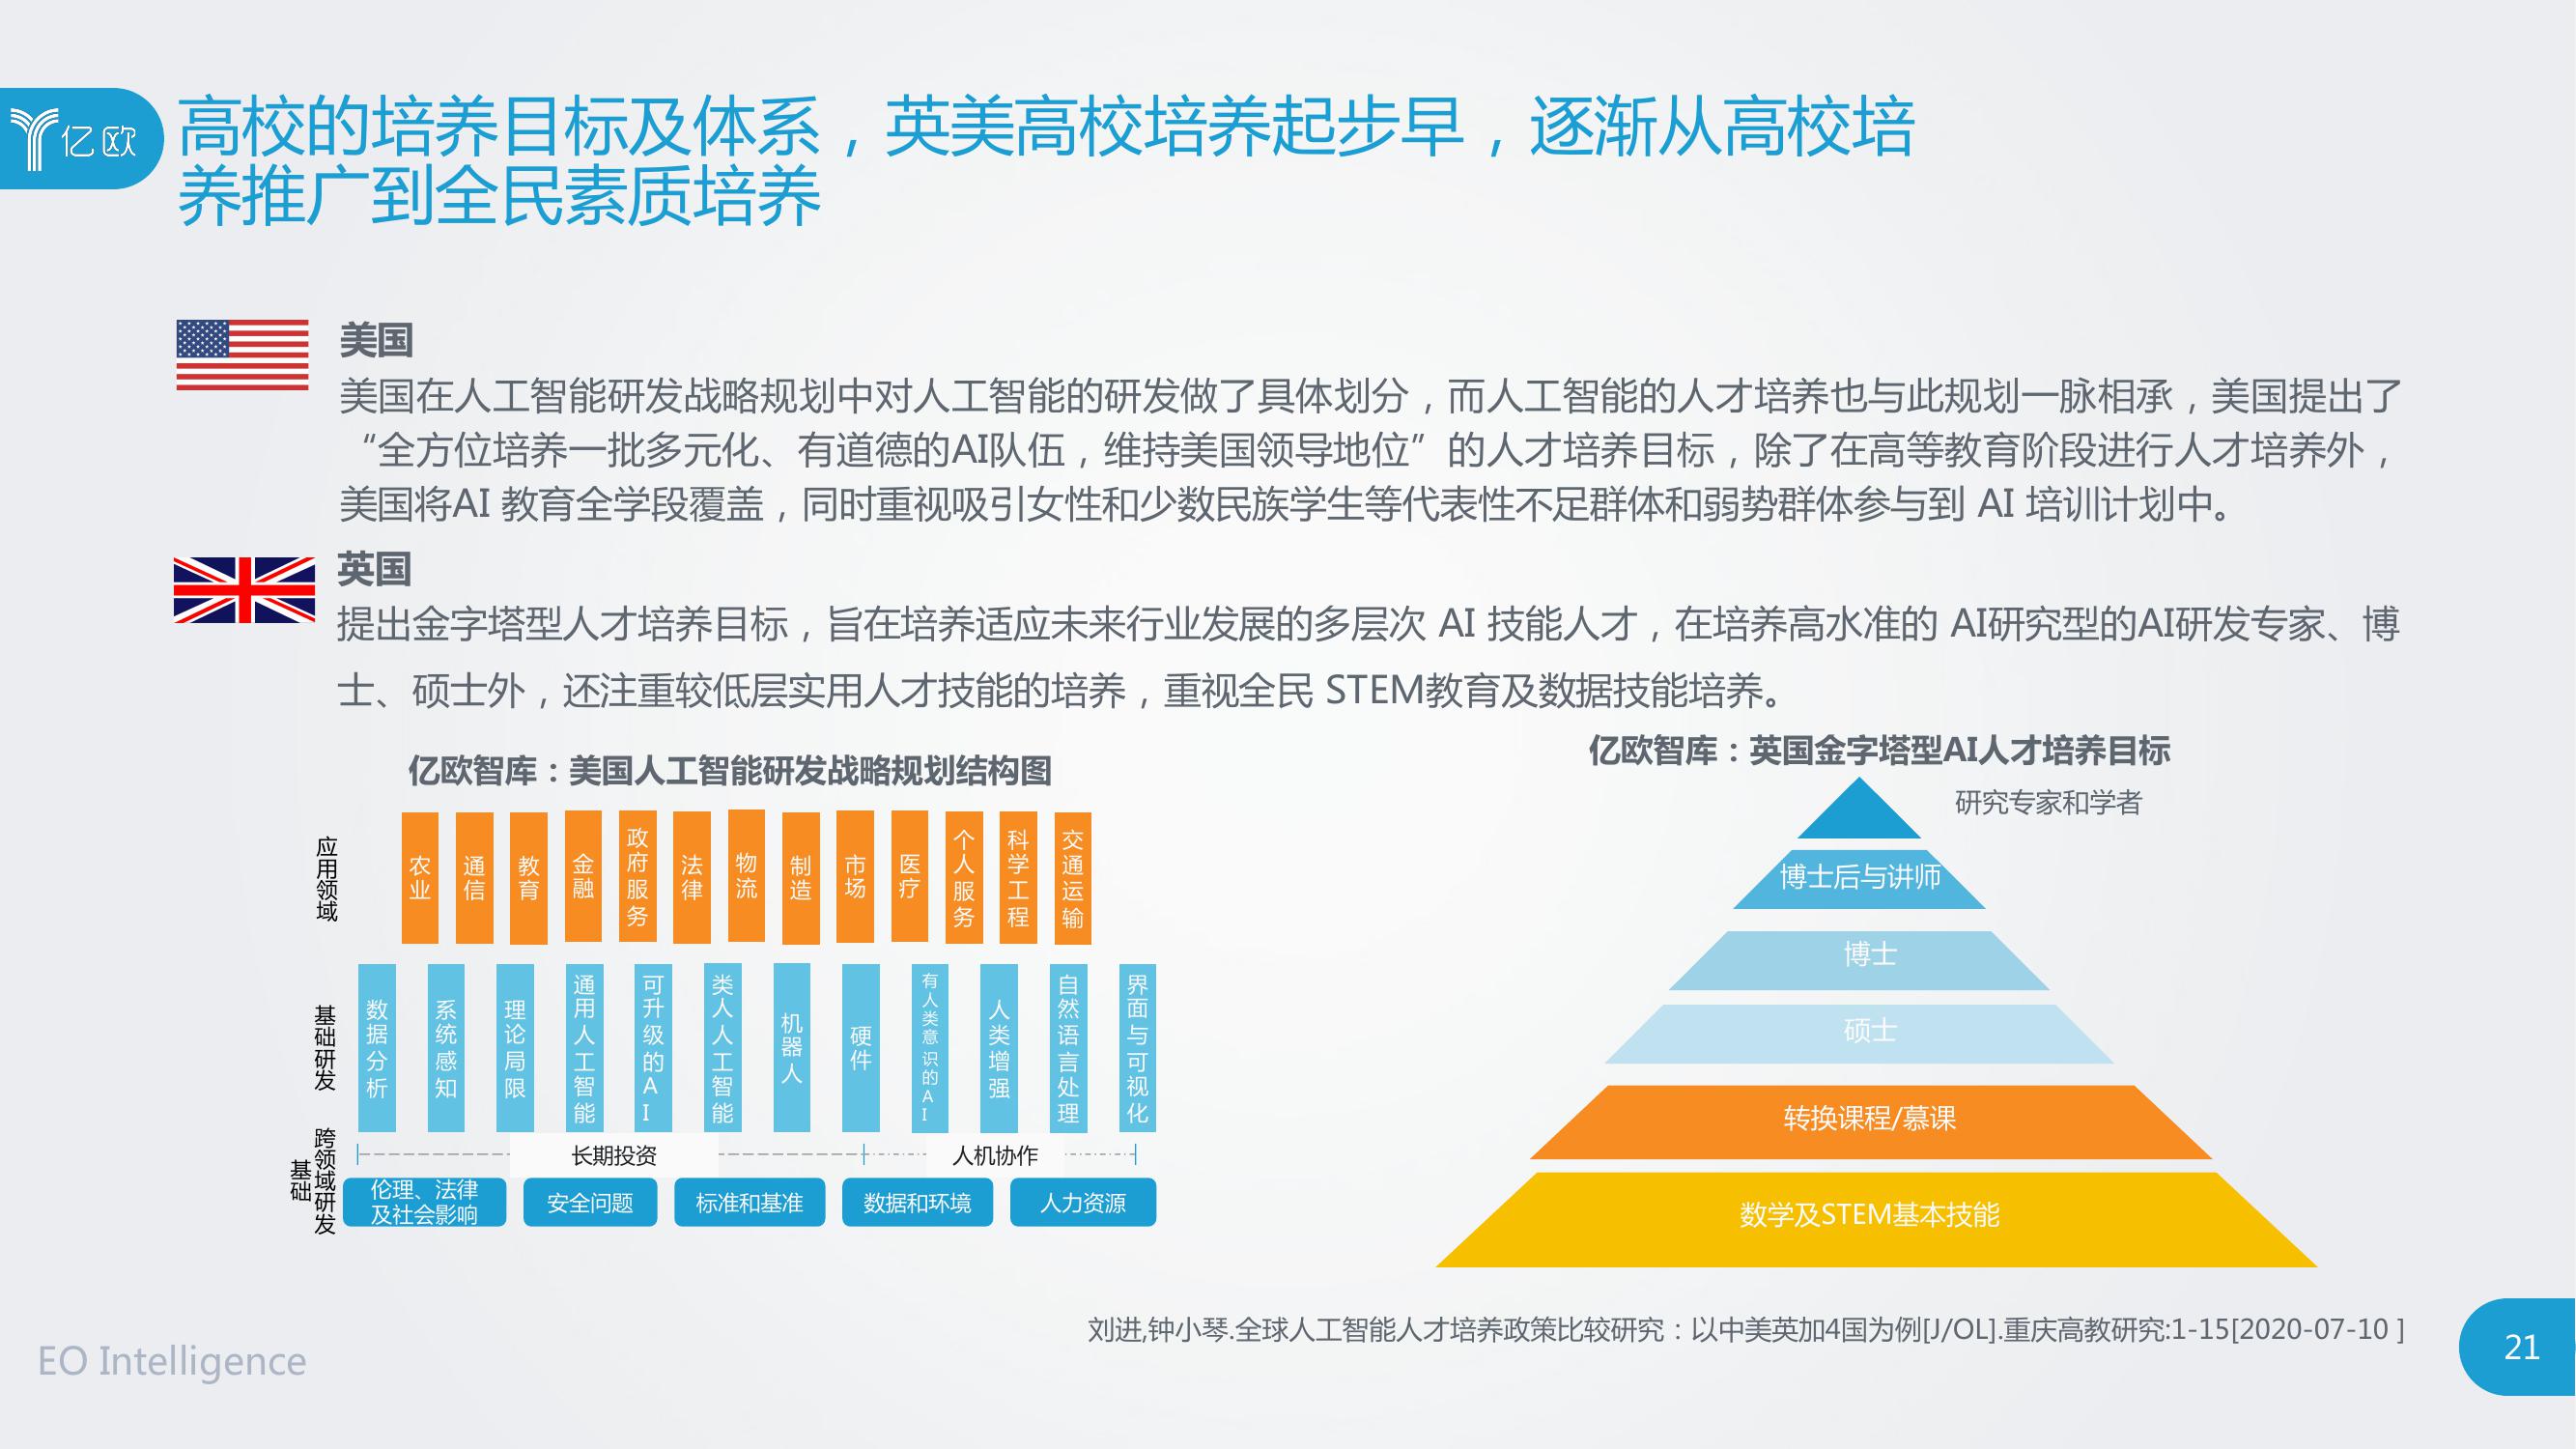 亿欧
高校的培养目标及体系，英美高校培养起步早，逐渐从高校培
养推广到全民素质培养
美国
美国在人工智能研发战略规划中对人工智能的研发做了具体划分，而人工智能的人才培养也与此规划一脉相承，美国提出了
“全方位培养一批多元化、有道德的AI队伍，维持美国领导地位”的人才培养目标，除了在高等教育阶段进行人才培养外，
美国将AI 教育全学段覆盖，同时重视吸引女性和少数民族学生等代表性不足群体和弱势群体参与到 AI 培训计划中。
英国
提出金字塔型人才培养目标，旨在培养适应未来行业发展的多层次 AI 技能人才，在培养高水准的 AI研究型的AI研发专家、博
士、硕士外，还注重较低层实用人才技能的培养，重视全民 STEM教育及数据技能培养。
亿欧智库：美国人工智能研发战略规划结构图
应用领域
农业
通信
教育
金融
政府服务
法律
物流
制造
市场
医疗
个人服务
科学工程
交通运输
基础研发
数据分析
系统感知
理论局限
通用人工智能
可升级的AI
类人人工智能
机器人
硬件
有人类意识的AI
人类增强
自然语言处理
界面与可视化
长期投资
人机协作
跨领域研发
基础
伦理、法律
及社会影响
安全问题
标准和基准
数据和环境
人力资源
亿欧智库：英国金字塔型AI人才培养目标
研究专家和学者
博士后与讲师
博士
硕士
转换课程/慕课
数学及STEM基本技能
刘进,钟小琴.全球人工智能人才培养政策比较研究：以中美英加4国为例[J/OL].重庆高教研究:1-15[2020-07-10 ]
EO Intelligence
21